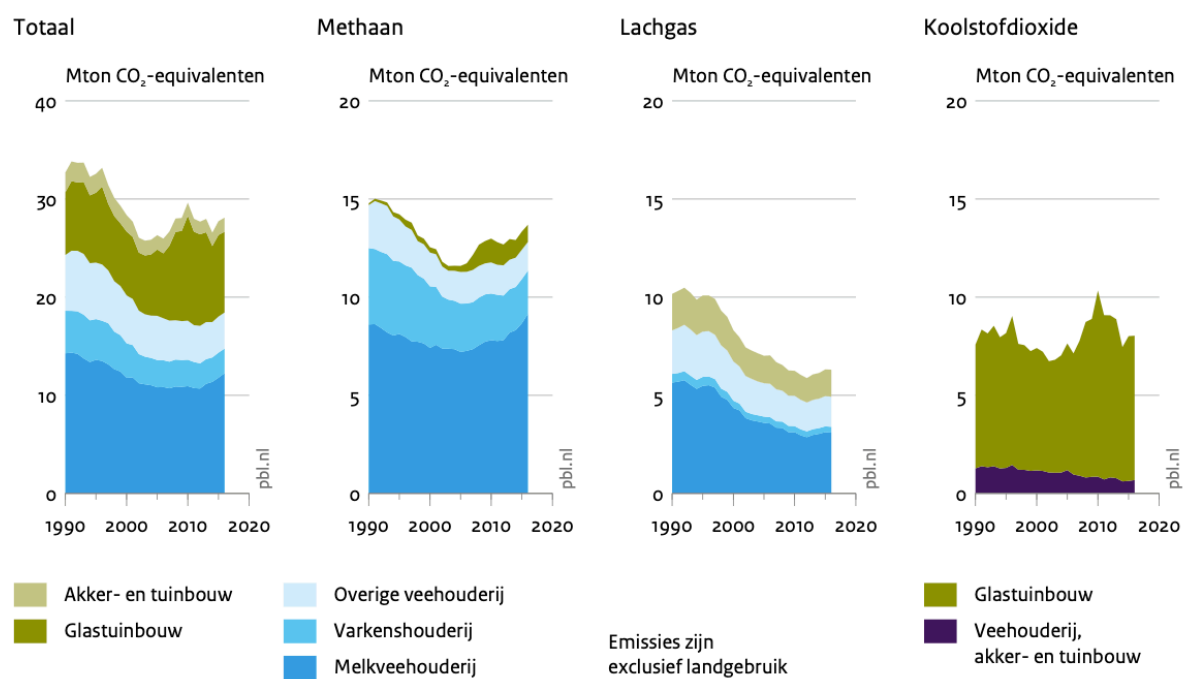 Totaal
Mton CO₂-equivalenten
40
30
20
10
0
1990 2000 2010 2020
pbl.nl
Methaan
Mton CO₂-equivalenten
20
15
10
5
0
1990 2000 2010 2020
pbl.nl
Lachgas
Mton CO₂-equivalenten
20
15
10
5
0
1990 2000 2010 2020
pbl.nl
Koolstofdioxide
Mton CO₂-equivalenten
20
15
10
5
0
1990 2000 2010 2020
pbl.nl
Akker- en tuinbouw
Glastuinbouw
Overige veehouderij
Varkenshouderij
Melkveehouderij
Emissies zijn
exclusief landgebruik
Glastuinbouw
Veehouderij,
akker- en tuinbouw